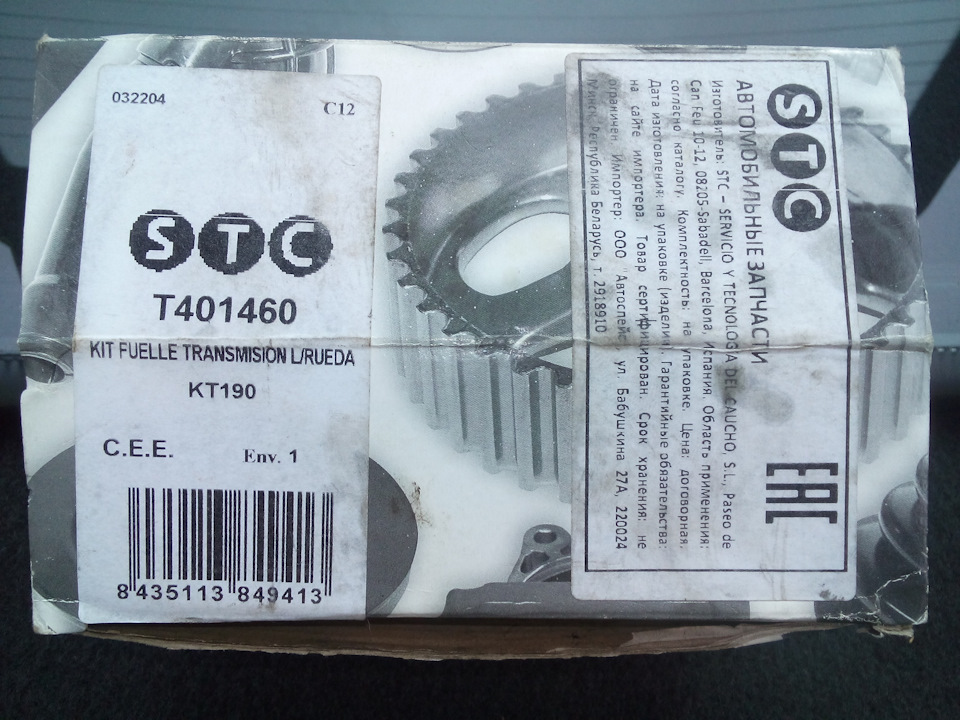 032204
C12
STC
T401460
KIT FUELLE TRANSMISION L/RUEDA
KT190
C.E.E.
Env. 1
8 435113 849413
STC
АВТОМОБИЛЬНЫЕ ЗАПЧАСТИ
Изготовитель: STC – SERVICIO Y TECNOLOGIA DEL CAUCHO, S.L., Paseo de
Can Feu 10-12, 08205-Sabadell, Barcelona, Испания. Область применения:
согласно каталогу. Комплектность: на упаковке. Цена: договорная.
Дата изготовления: на упаковке (изделии). Гарантийные обязательства:
на сайте импортера. Товар сертифицирован. Срок хранения: не
ограничен. Импортер: ООО "Автоспейс, ул. Бабушкина 27А, 220024
Минск, Республика Беларусь, т. 2918910
EAC